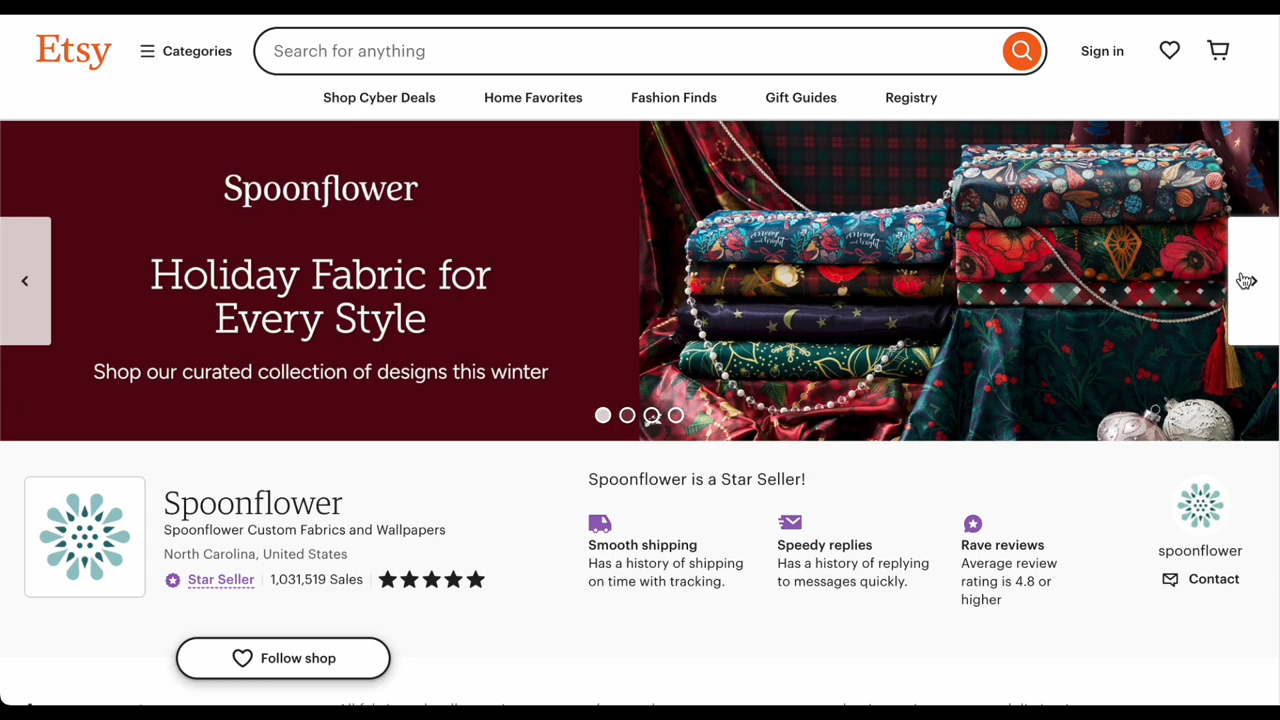 Etsy
Categories
Search for anything
Sign in
Shop Cyber Deals
Home Favorites
Fashion Finds
Gift Guides
Registry
Spoonflower
Holiday Fabric for
Every Style
Shop our curated collection of designs this winter
Spoonflower
Spoonflower Custom Fabrics and Wallpapers
North Carolina, United States
Star Seller
1,031,519 Sales
Follow shop
Spoonflower is a Star Seller!
Smooth shipping
Has a history of shipping
on time with tracking.
Speedy replies
Has a history of replying
to messages quickly.
Rave reviews
Average review
rating is 4.8 or
higher
spoonflower
Contact